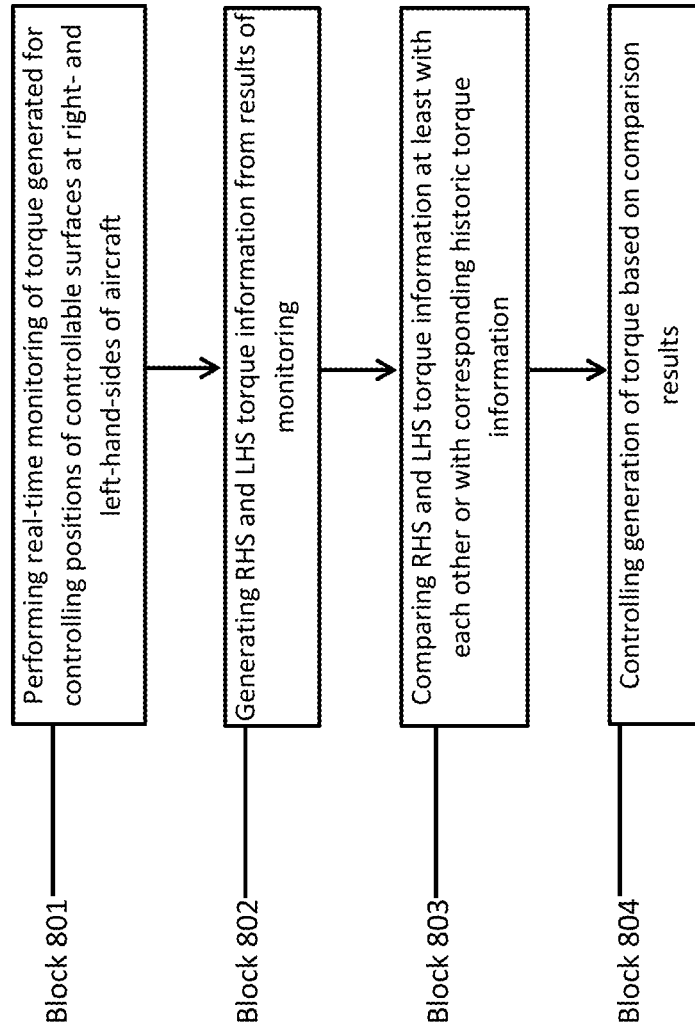 Block 801
Performing real-time monitoring of torque generated for
controlling positions of controllable surfaces at right- and
left-hand-sides of aircraft
Block 802
Generating RHS and LHS torque information from results of
monitoring
Block 803
Comparing RHS and LHS torque information at least with
each other or with corresponding historic torque
information
Block 804
Controlling generation of torque based on comparison
results